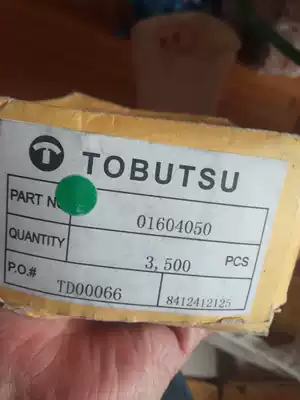 TOBUTSU
PART N
01604050
QUANTITY
3,500 PCS
P.O.#
TD00066
8412412125